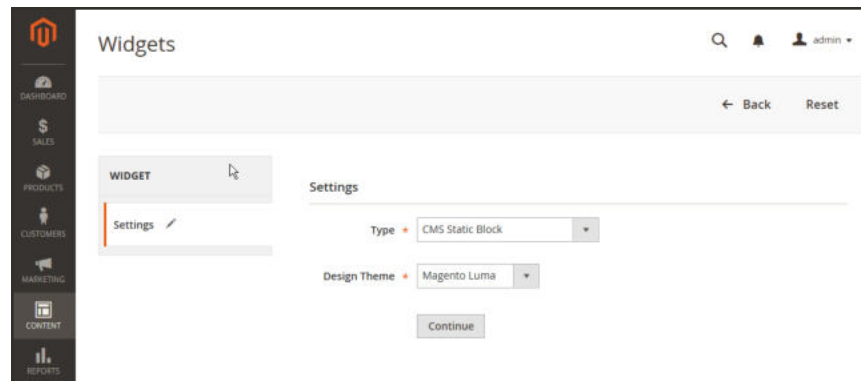 Widgets
admin
DASHBOARD
← Back
Reset
SALES
PRODUCTS
WIDGET
Settings
Settings
Type * CMS Static Block
CUSTOMERS
Design Theme * Magento Luma
MARKETING
Continue
CONTENT
REPORTS